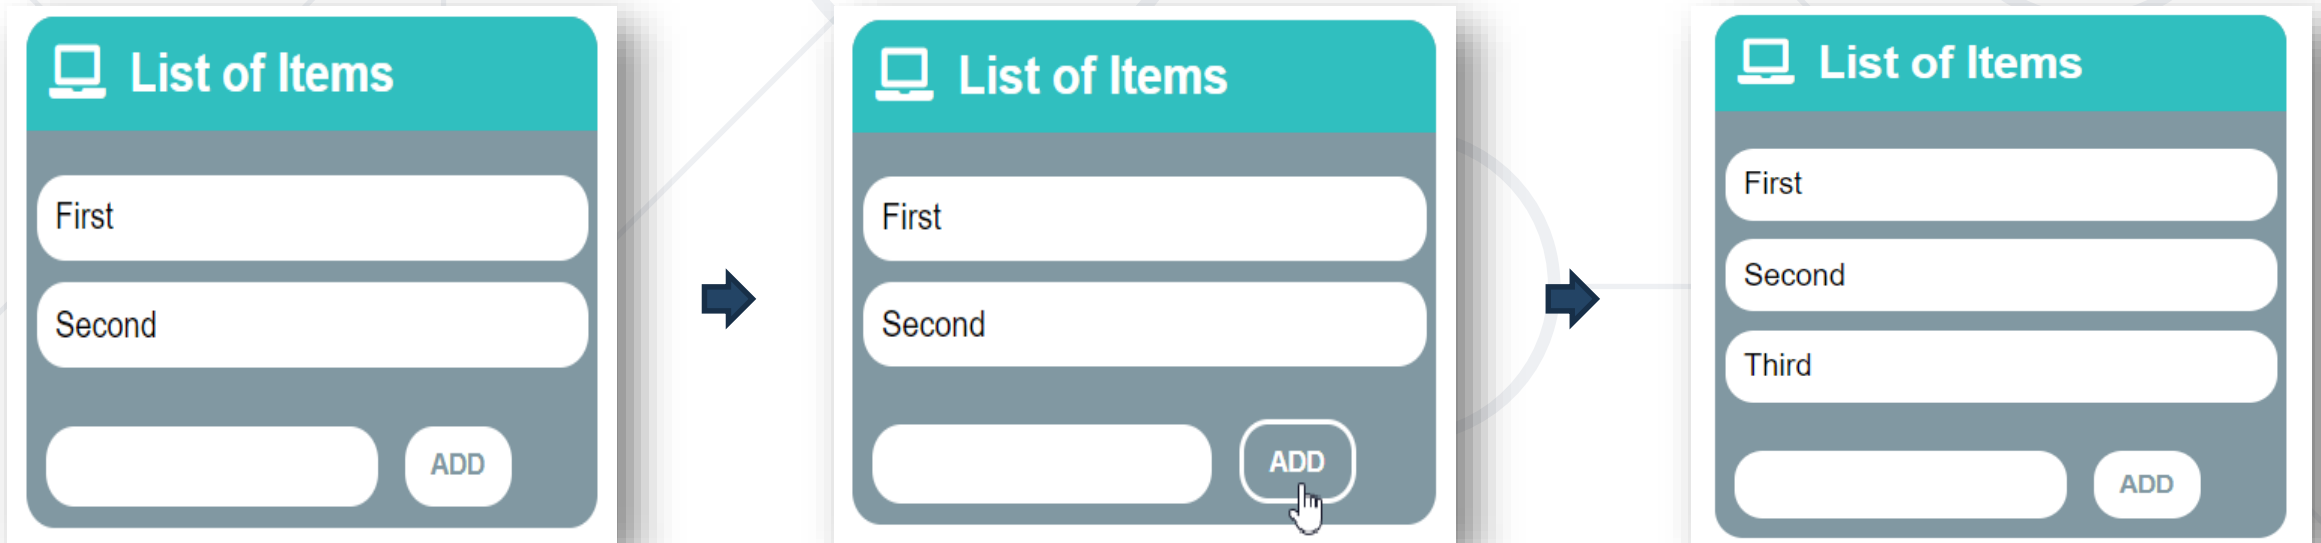 List of Items
First
Second
ADD
List of Items
First
Second
ADD
List of Items
First
Second
Third
ADD